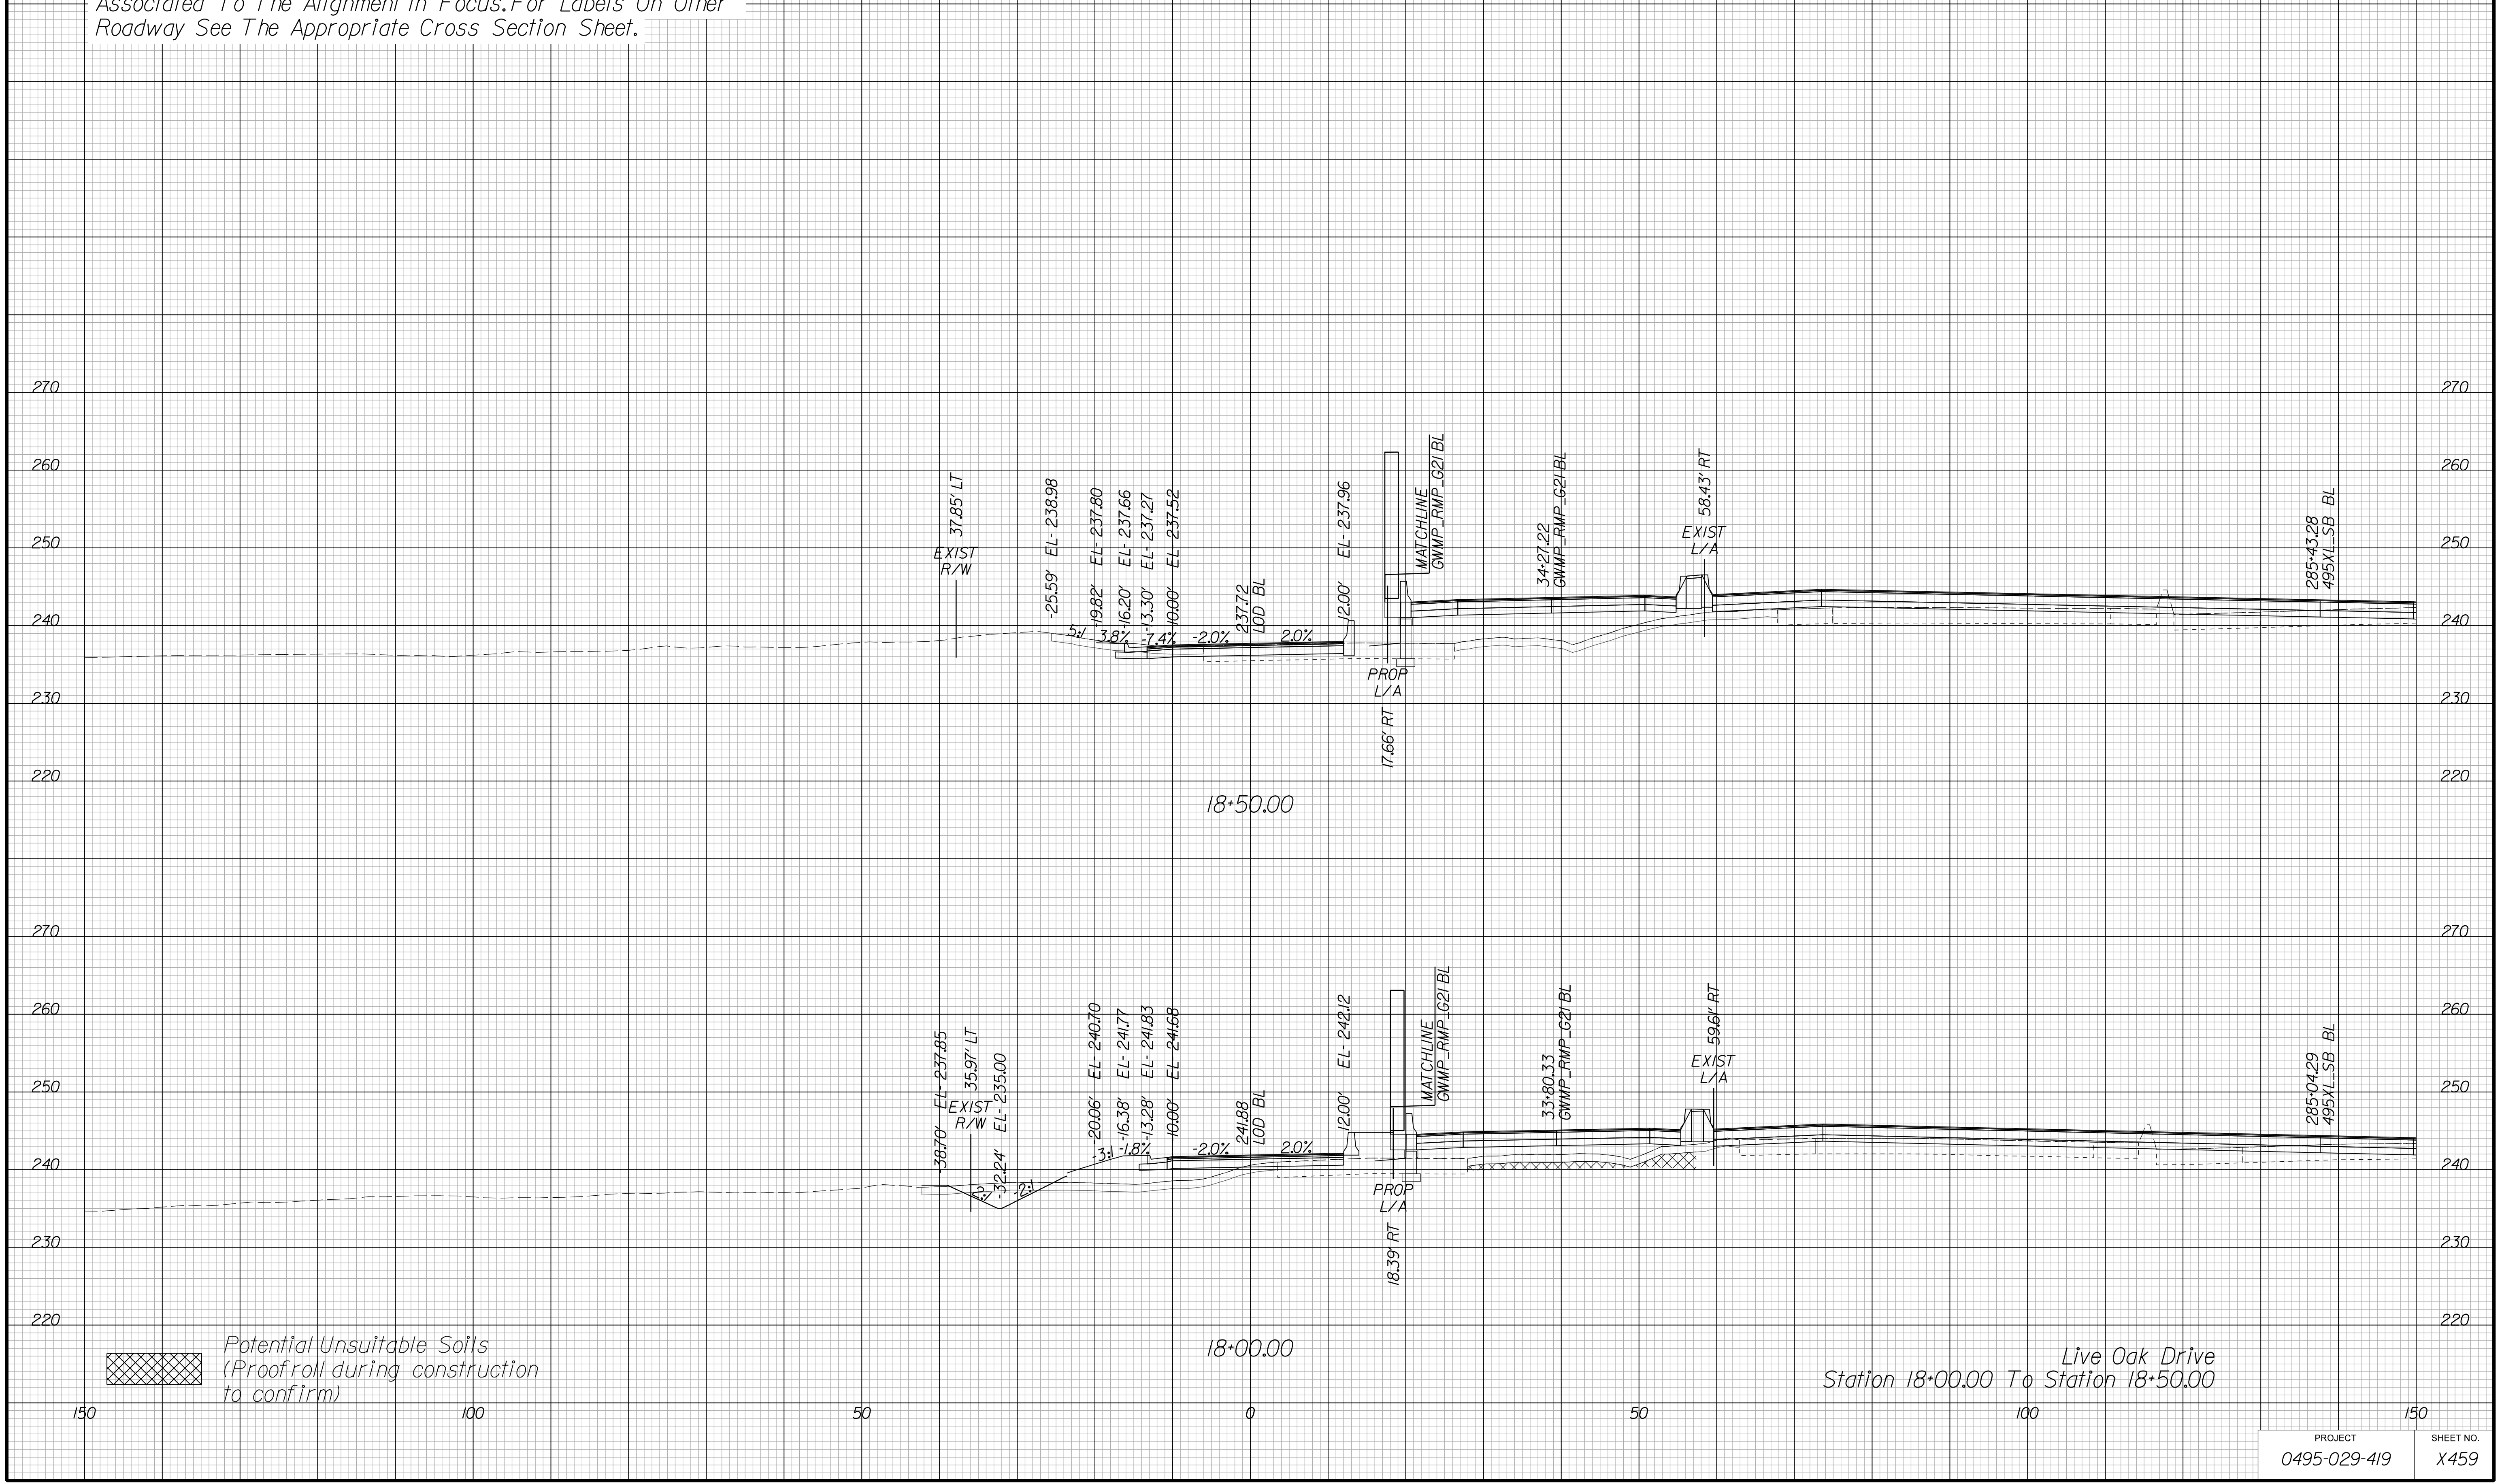 Associated To The Alignment In Focus. For Labels On Other
Roadway See The Appropriate Cross Section Sheet.
270
270
260
260
250
250
240
240
230
230
220
220
EXIST
R/W
37.85' LT
-25.59' EL- 238.98
-19.82' EL- 237.80
-16.20' EL- 237.66
-13.30' EL- 237.27
10.00' EL 237.52
237.72
LOD BL
12.00' EL- 237.96
5:1
3.8%
-7.4%
-2.0%
2.0%
MATCHLINE
GWMP_RMP_G21 BL
PROP
L/A
17.66' RT
34+27.22
GWMP_RMP_G21 BL
EXIST
L/A
58.43' RT
285+43.28
495XL_SB BL
18+50.00
270
270
260
260
250
250
240
240
230
230
220
220
-38.70' EL- 237.85
EXIST
R/W
35.97' LT
-32.24' EL- 235.00
-20.06' EL- 240.70
-16.38' EL- 241.77
-13.28' EL- 241.83
10.00' EL 241.68
241.88
LOD BL
12.00' EL- 242.12
2:1
-2:1
-3:1
-1.8%
-2.0%
2.0%
MATCHLINE
GWMP_RMP_G21 BL
PROP
L/A
18.39' RT
33+80.33
GWMP_RMP_G21 BL
EXIST
L/A
59.61' RT
285+04.29
495XL_SB BL
18+00.00
Potential Unsuitable Soils
(Proofroll during construction
to confirm)
Live Oak Drive
Station 18+00.00 To Station 18+50.00
150
100
50
0
50
100
150
PROJECT
0495-029-419
SHEET NO.
X459